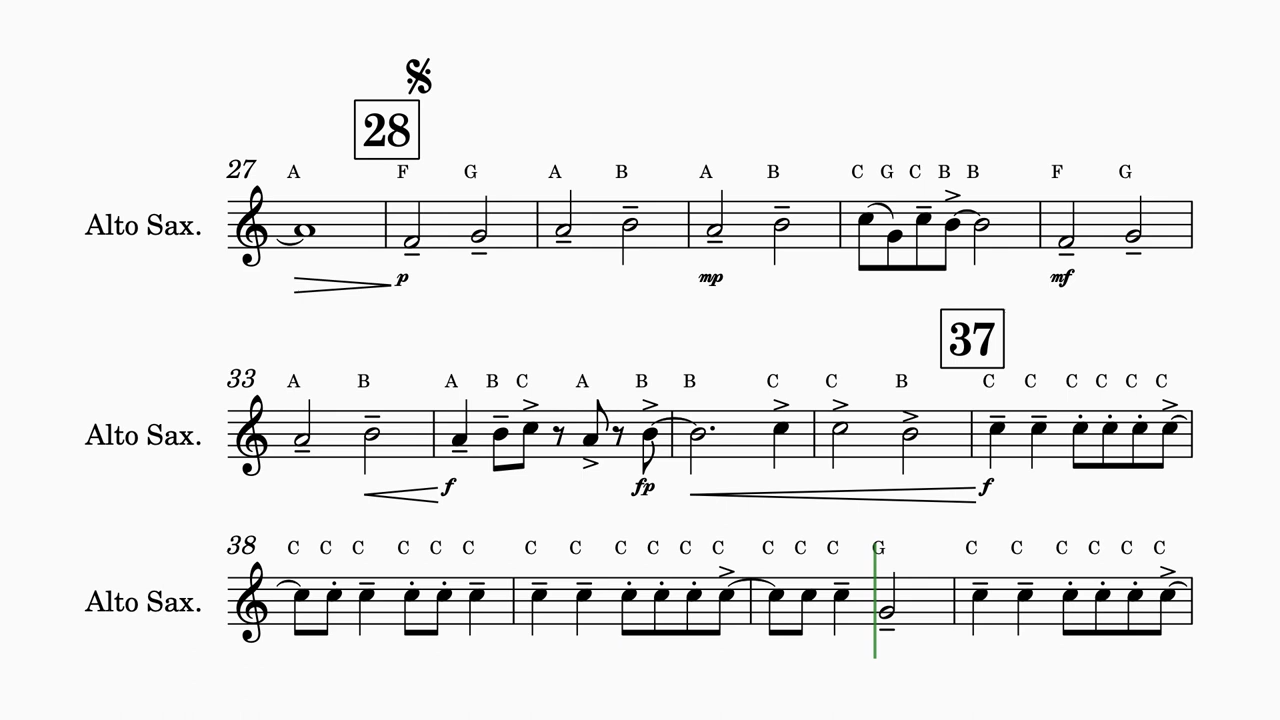 28
27 A F G A B A B C G C B B F G
Alto Sax.
p mp mf
37
33 A B A B C A B B C C B C C C C C C
Alto Sax.
f fp f
38 C C C C C C C C C C C C C C C G C C C C C C
Alto Sax.